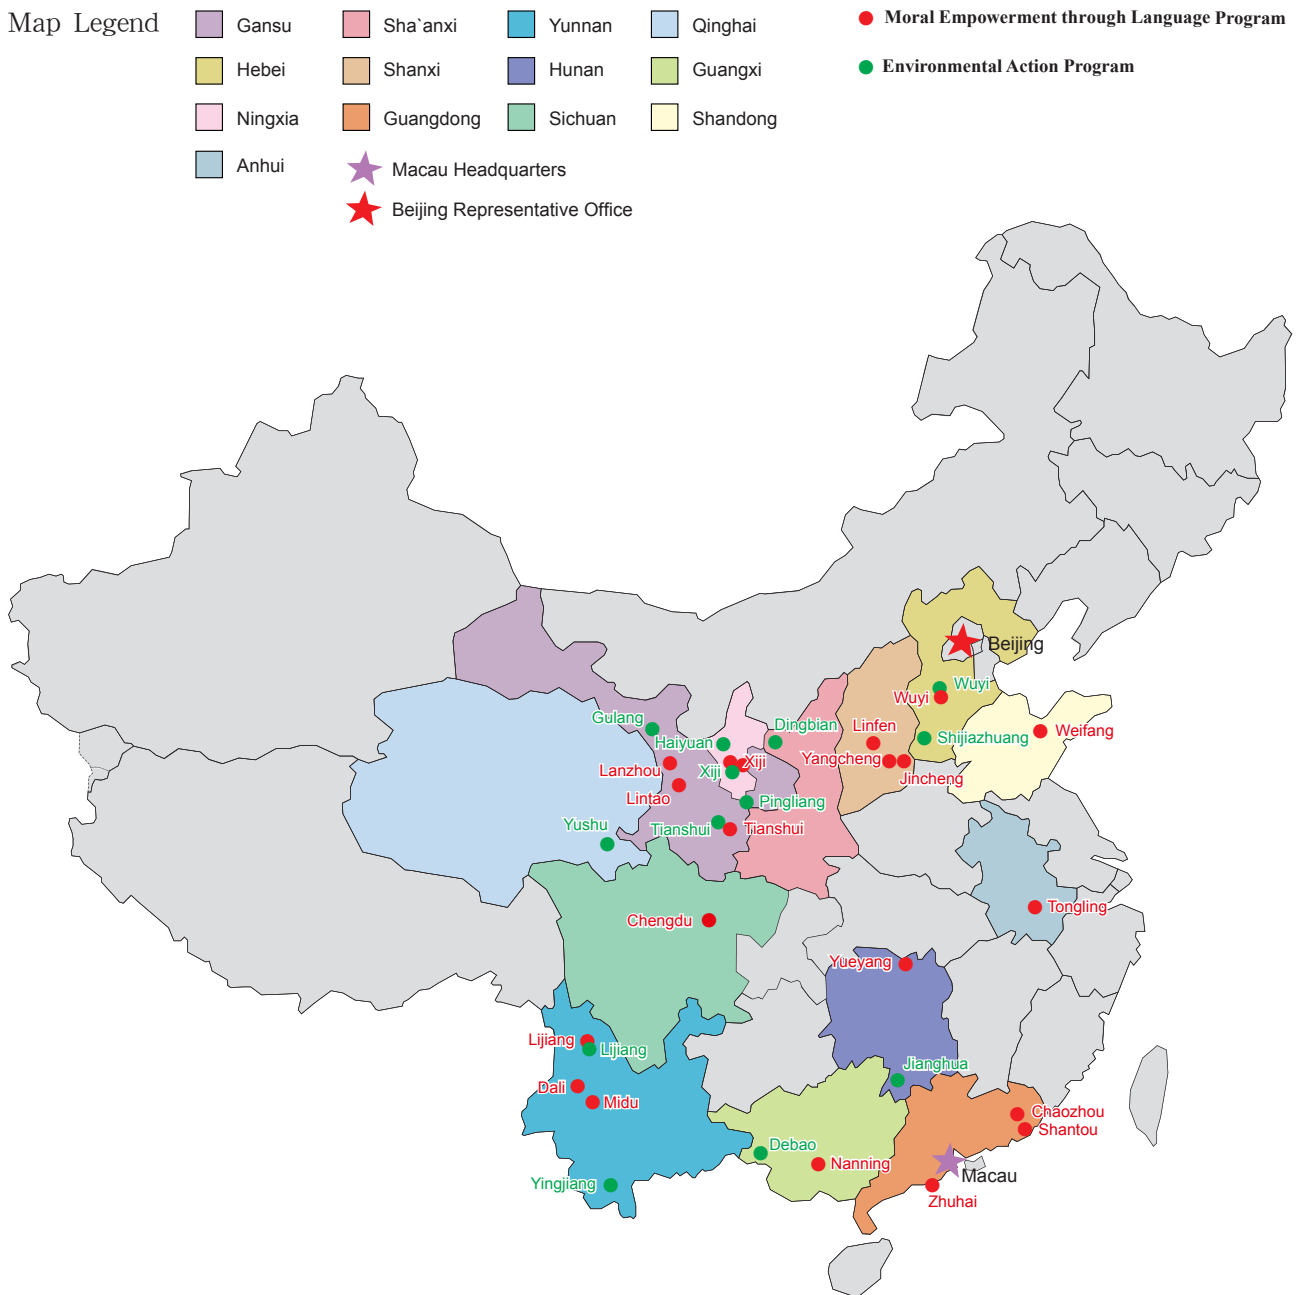 Map Legend
Gansu
Sha`anxi
Yunnan
Qinghai
Moral Empowerment through Language Program
Hebei
Shanxi
Hunan
Guangxi
Environmental Action Program
Ningxia
Guangdong
Sichuan
Shandong
Anhui
Macau Headquarters
Beijing Representative Office
Beijing
Wuyi
Wuyi
Gulang
Dingbian
Linfen
Weifang
Haiyuan
Shijiazhuang
Yangcheng
Xiji
Lanzhou
Xiji
Jincheng
Lintao
Pingliang
Yushu
Tianshui
Tianshui
Tongling
Chengdu
Yueyang
Lijiang
Lijiang
Jianghua
Dali
Midu
Chaozhou
Shantou
Debao
Nanning
Macau
Yingjiang
Zhuhai